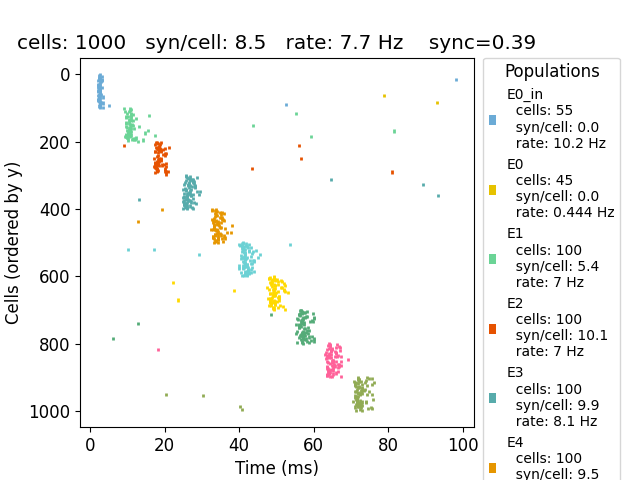 cells: 1000   syn/cell: 8.5   rate: 7.7 Hz    sync=0.39
Populations
E0_in
cells: 55
syn/cell: 0.0
rate: 10.2 Hz
E0
cells: 45
syn/cell: 0.0
rate: 0.444 Hz
E1
cells: 100
syn/cell: 5.4
rate: 7 Hz
E2
cells: 100
syn/cell: 10.1
rate: 7 Hz
E3
cells: 100
syn/cell: 9.9
rate: 8.1 Hz
E4
cells: 100
syn/cell: 9.5
Cells (ordered by y)
0
200
400
600
800
1000
0 20 40 60 80 100
Time (ms)